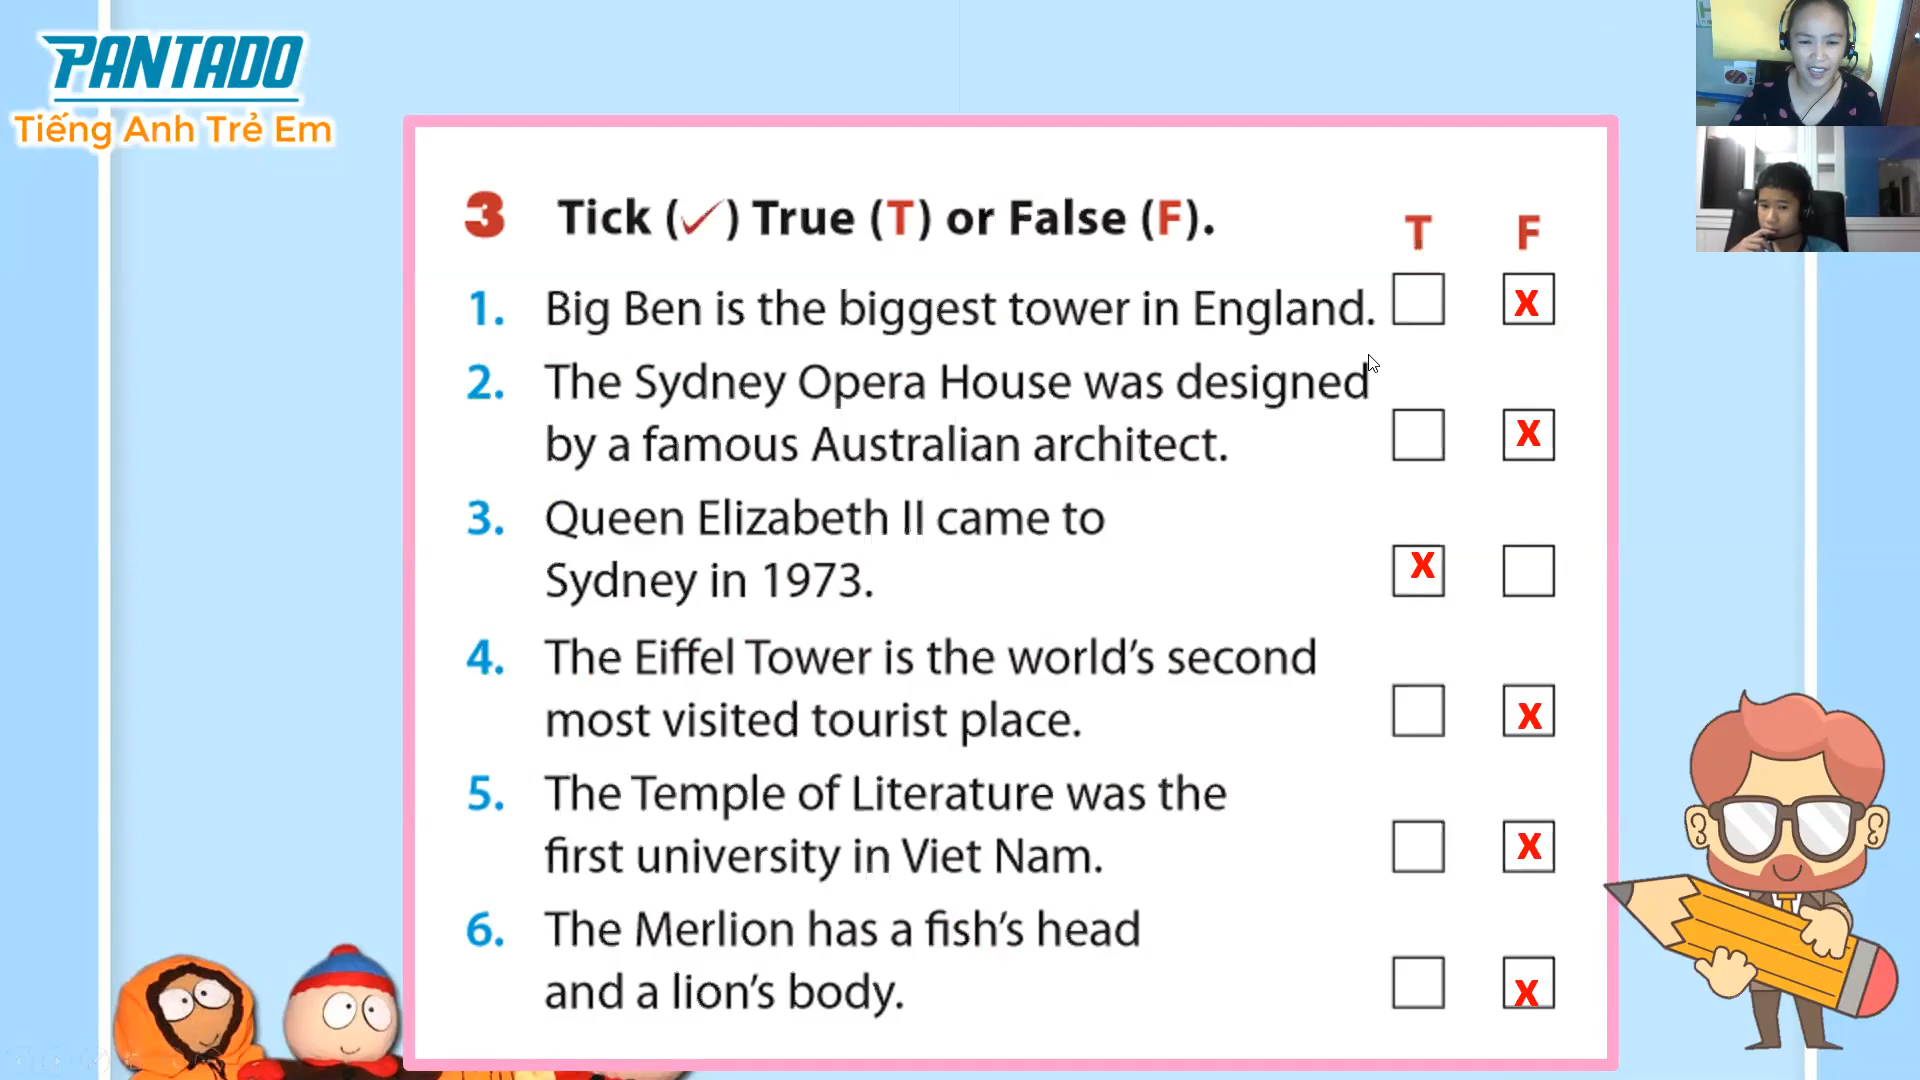 PANTADO
Tiếng Anh Trẻ Em
3 Tick (✓) True (T) or False (F).
T F
1. Big Ben is the biggest tower in England. X
2. The Sydney Opera House was designed
by a famous Australian architect. X
3. Queen Elizabeth II came to
Sydney in 1973. X
4. The Eiffel Tower is the world's second
most visited tourist place. X
5. The Temple of Literature was the
first university in Viet Nam. X
6. The Merlion has a fish's head
and a lion's body. X